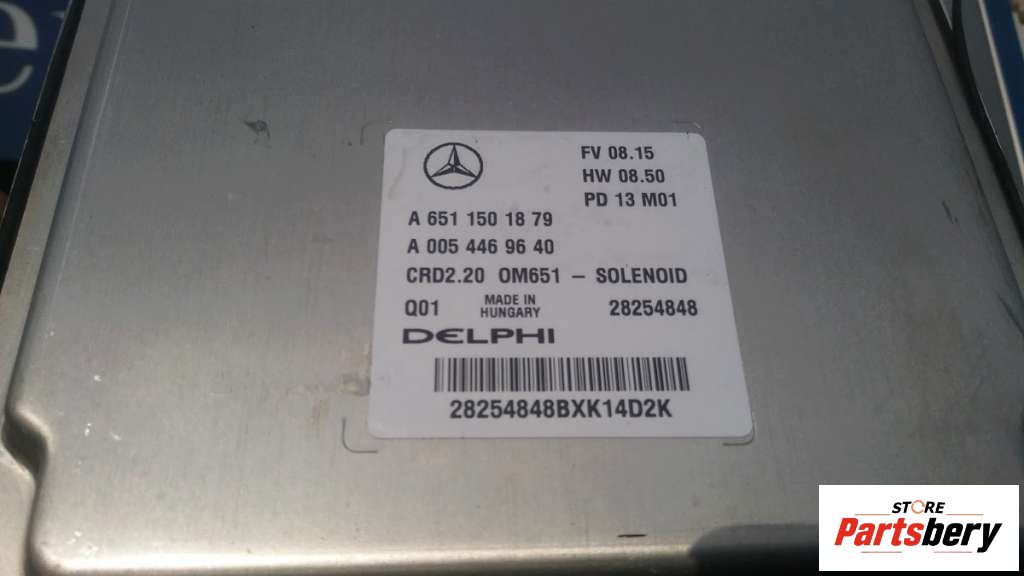 FV 08.15
HW 08.50
PD 13 M01
A 651 150 18 79
A 005 446 96 40
CRD2.20 OM651 – SOLENOID
Q01 MADE IN HUNGARY 28254848
DELPHI
28254848BXK14D2K
STORE
Partsbery